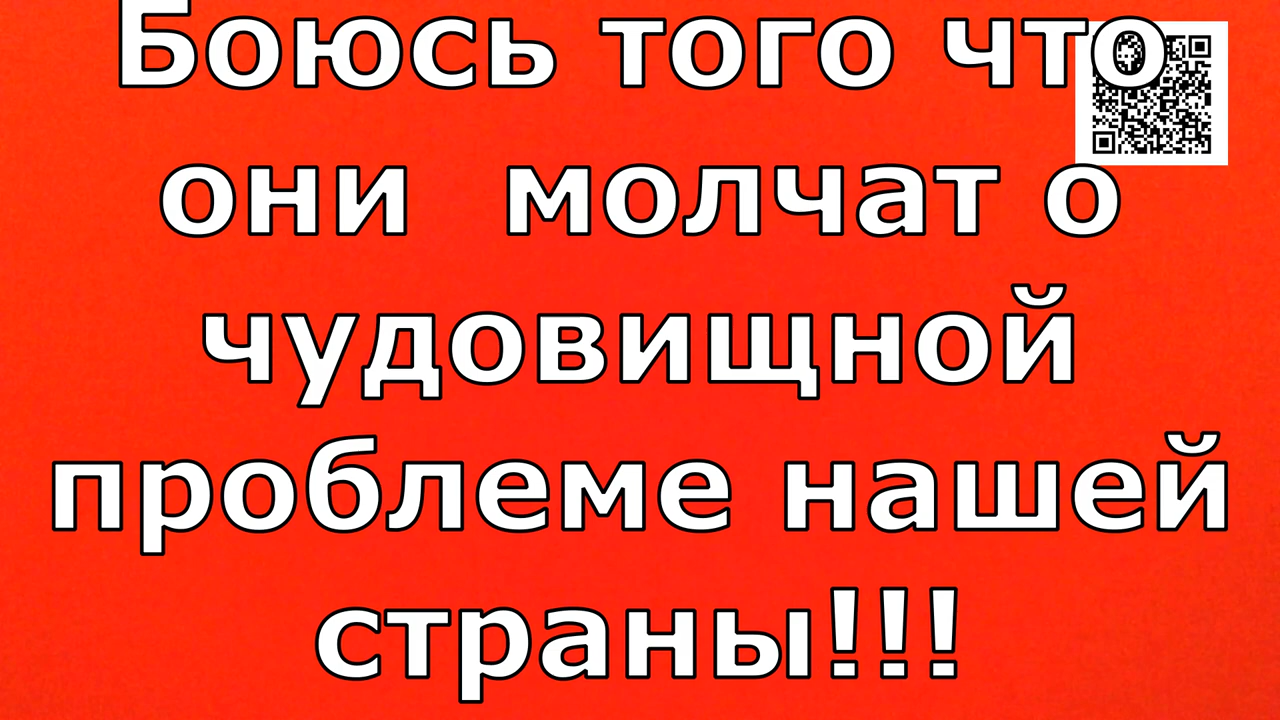 Боюсь того что
они молчат о
чудовищной
проблеме нашей
страны!!!